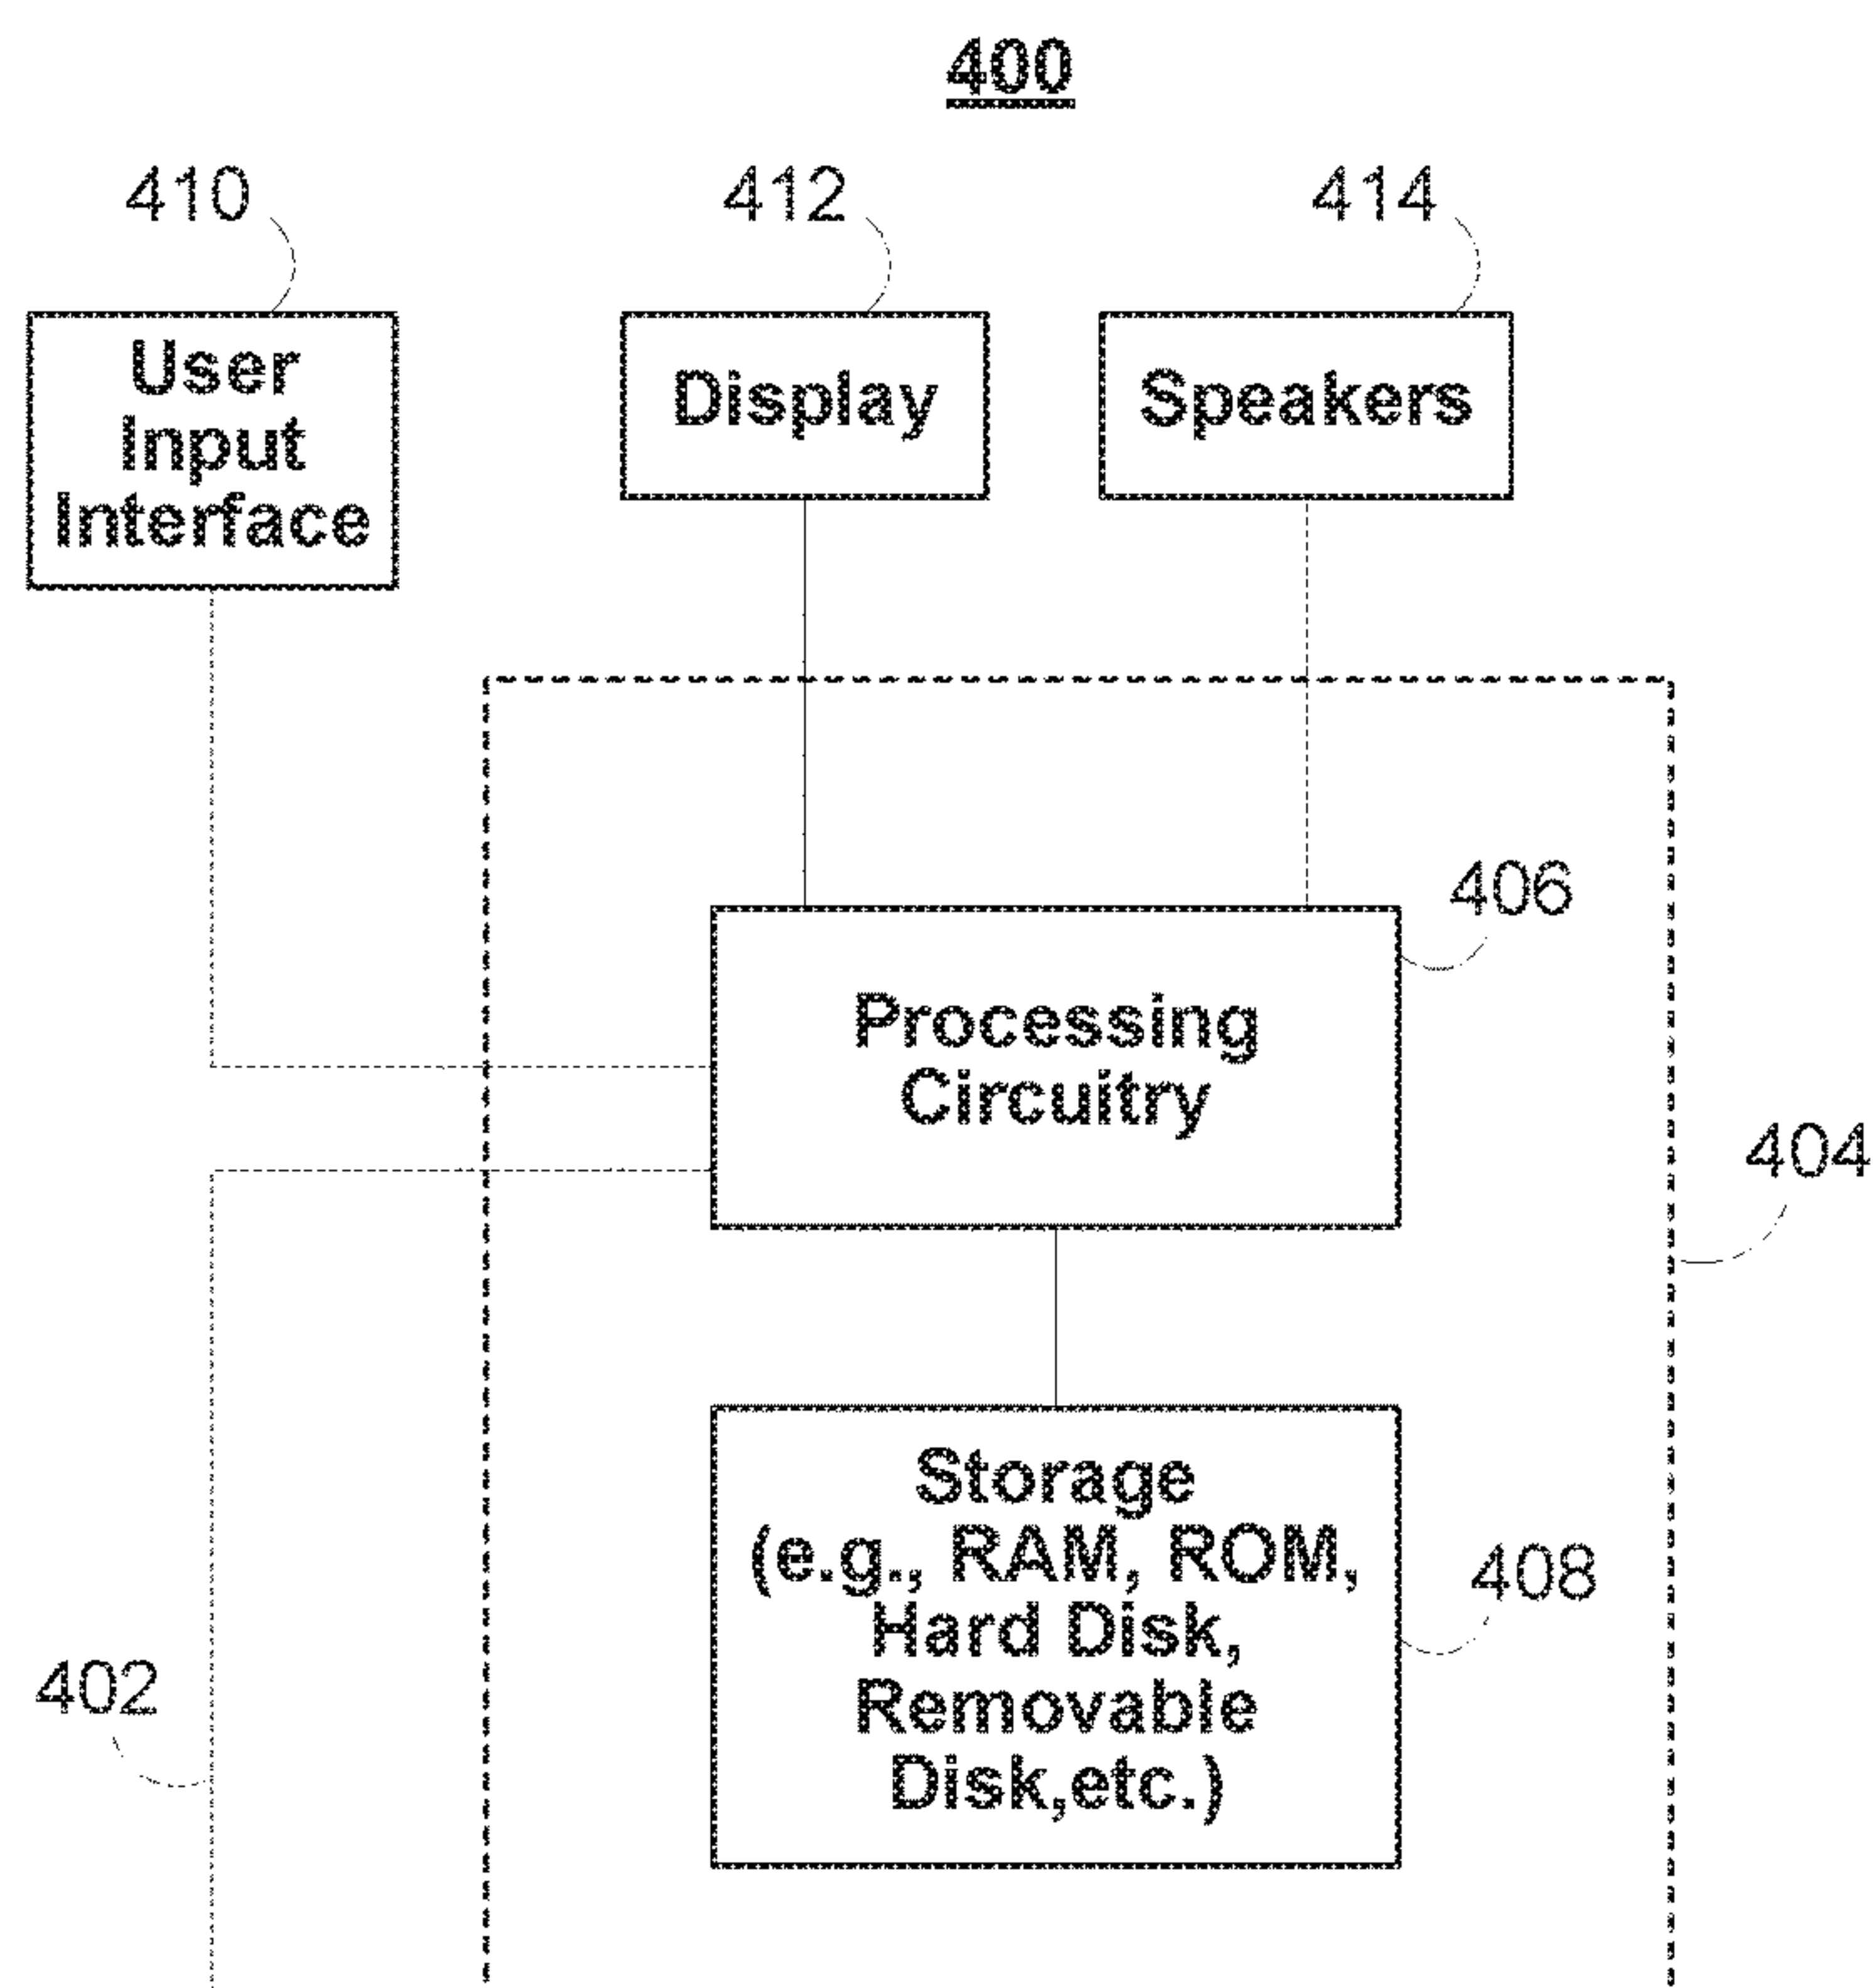 400
410
412
414
User
Input
Interface
Display
Speakers
406
Processing
Circuitry
404
Storage
(e.g., RAM, ROM,
Hard Disk,
Removable
Disk,etc.)
408
402